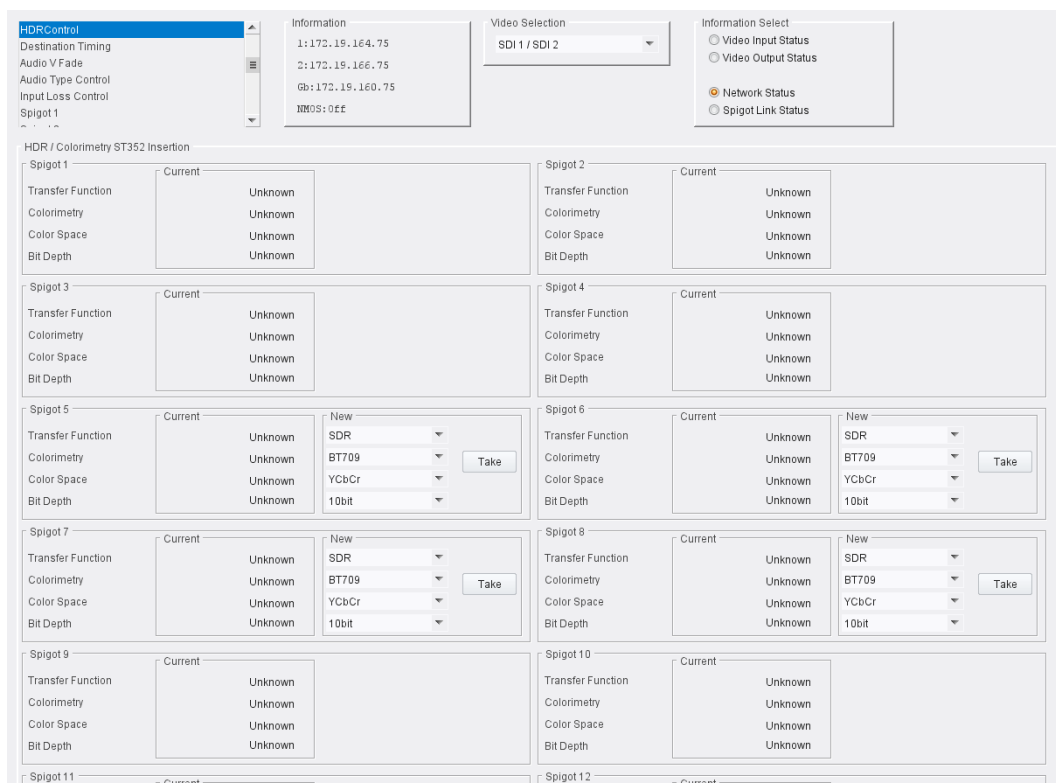 HDRControl
Destination Timing
Audio V Fade
Audio Type Control
Input Loss Control
Spigot 1
Information
1:172.19.164.75
2:172.19.166.75
Gb:172.19.160.75
NMOS:Off
Video Selection
SDI 1 / SDI 2
Information Select
Video Input Status
Video Output Status
Network Status
Spigot Link Status
HDR / Colorimetry ST352 Insertion
Spigot 1
Current
Transfer Function Unknown
Colorimetry Unknown
Color Space Unknown
Bit Depth Unknown
Spigot 2
Current
Transfer Function Unknown
Colorimetry Unknown
Color Space Unknown
Bit Depth Unknown
Spigot 3
Current
Transfer Function Unknown
Colorimetry Unknown
Color Space Unknown
Bit Depth Unknown
Spigot 4
Current
Transfer Function Unknown
Colorimetry Unknown
Color Space Unknown
Bit Depth Unknown
Spigot 5
Current New
Transfer Function Unknown SDR
Colorimetry Unknown BT709
Color Space Unknown YCbCr
Bit Depth Unknown 10bit
Take
Spigot 6
Current New
Transfer Function Unknown SDR
Colorimetry Unknown BT709
Color Space Unknown YCbCr
Bit Depth Unknown 10bit
Take
Spigot 7
Current New
Transfer Function Unknown SDR
Colorimetry Unknown BT709
Color Space Unknown YCbCr
Bit Depth Unknown 10bit
Take
Spigot 8
Current New
Transfer Function Unknown SDR
Colorimetry Unknown BT709
Color Space Unknown YCbCr
Bit Depth Unknown 10bit
Take
Spigot 9
Current
Transfer Function Unknown
Colorimetry Unknown
Color Space Unknown
Bit Depth Unknown
Spigot 10
Current
Transfer Function Unknown
Colorimetry Unknown
Color Space Unknown
Bit Depth Unknown
Spigot 11
Current
Spigot 12
Current